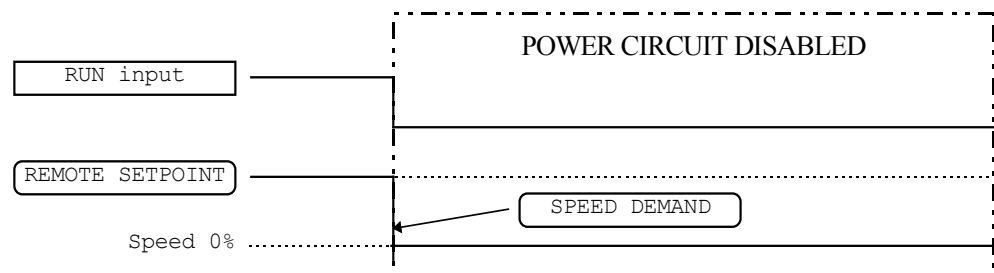 POWER CIRCUIT DISABLED
RUN input
REMOTE SETPOINT
SPEED DEMAND
Speed 0%